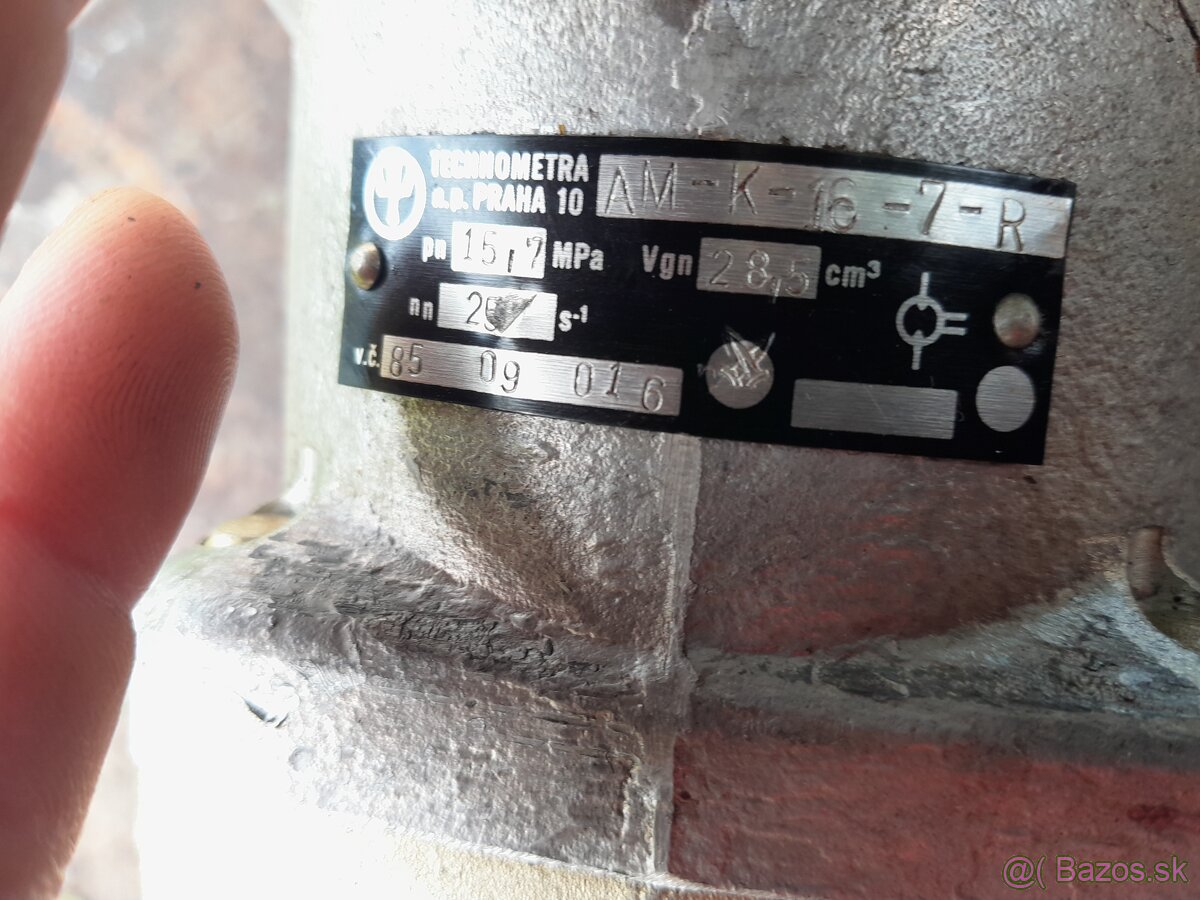 TECHNOMETRA
n.p. PRAHA 10
AM-K-16-7-R
pn 15,7 MPa Vgn 28,5 cm³
nn s⁻¹
v.č. 85 09 016
@( Bazos.sk